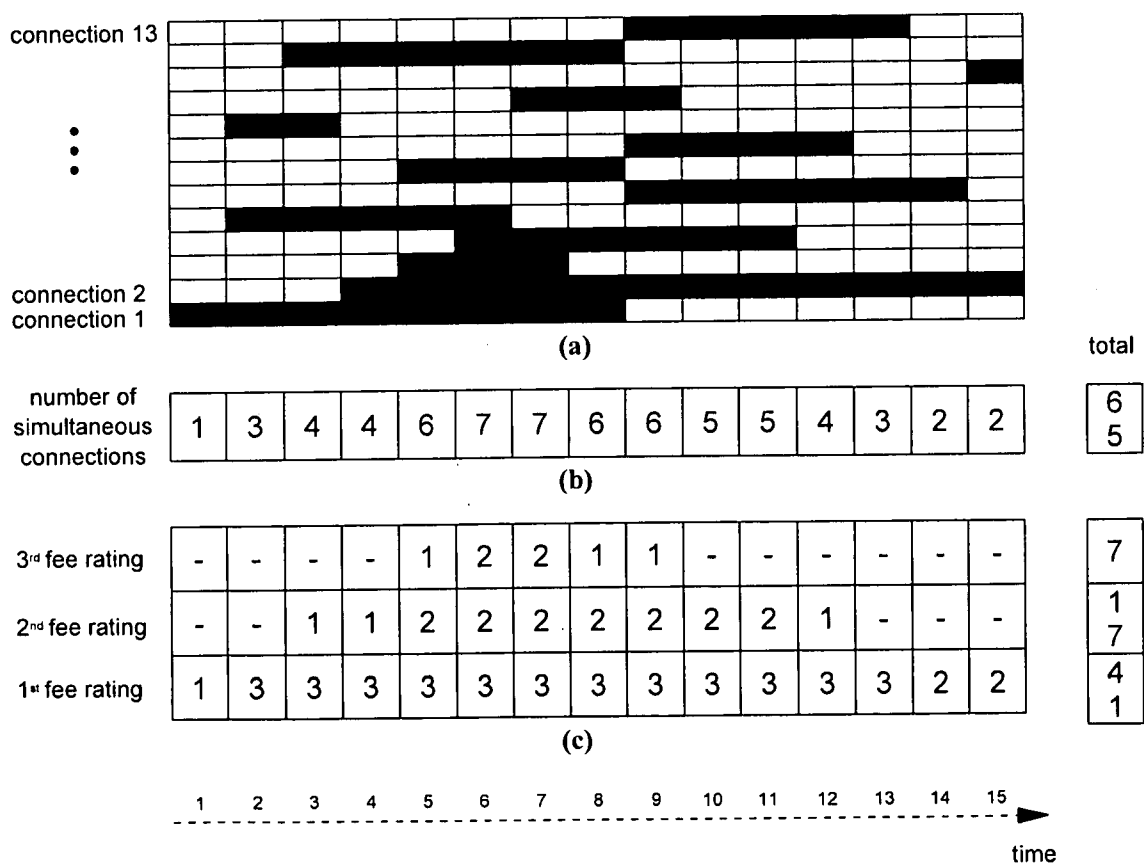 connection 13
connection 2
connection 1
(a)
total
number of
simultaneous
connections
1 3 4 4 6 7 7 6 6 5 5 4 3 2 2
6
5
(b)
3rd fee rating - - - - 1 2 2 1 1 - - - - - - 7
2nd fee rating - - 1 1 2 2 2 2 2 2 2 1 - - -
1
7
1st fee rating 1 3 3 3 3 3 3 3 3 3 3 3 3 2 2
4
1
(c)
1 2 3 4 5 6 7 8 9 10 11 12 13 14 15
time